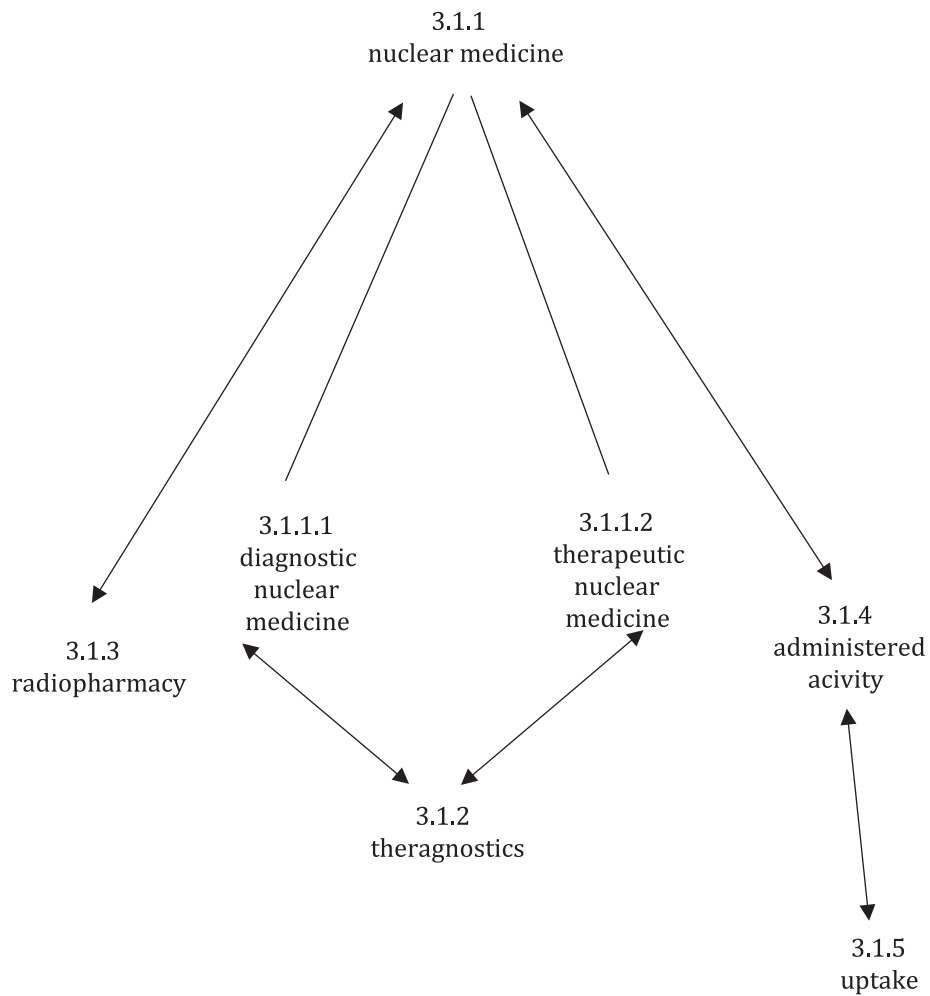 3.1.1
nuclear medicine
3.1.1.1
diagnostic
nuclear
medicine
3.1.1.2
therapeutic
nuclear
medicine
3.1.3
radiopharmacy
3.1.4
administered
acivity
3.1.2
theragnostics
3.1.5
uptake